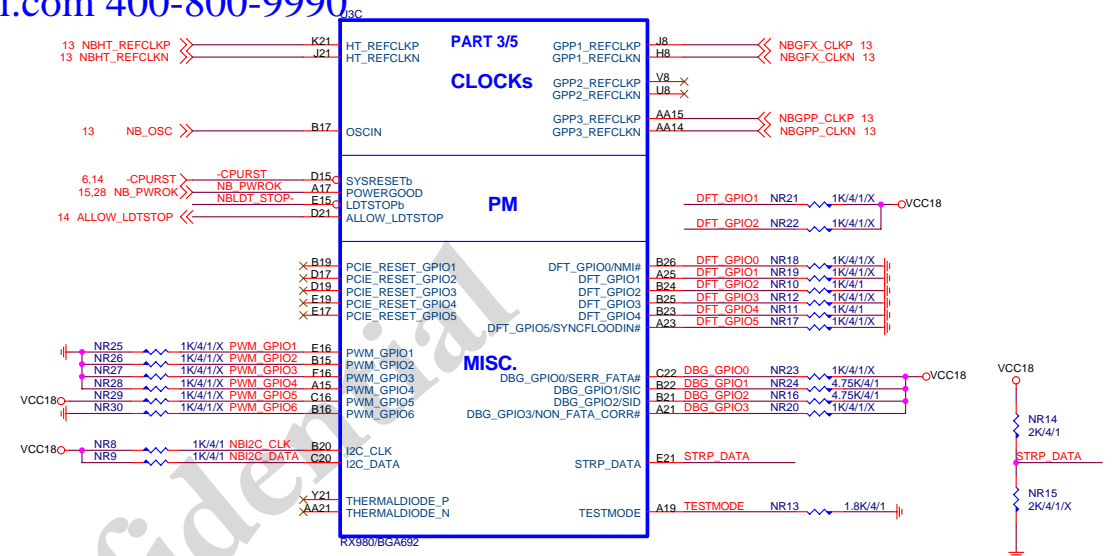 i.com 400-800-9990
U3C
PART 3/5
CLOCKs
13 NBHT_REFCLKP K21 HT_REFCLKP
13 NBHT_REFCLKN J21 HT_REFCLKN
GPP1_REFCLKP J8 NBGFX_CLKP 13
GPP1_REFCLKN H8 NBGFX_CLKN 13
GPP2_REFCLKP V8
GPP2_REFCLKN U8
GPP3_REFCLKP AA15 NBGPP_CLKP 13
GPP3_REFCLKN AA14 NBGPP_CLKN 13
13 NB_OSC B17 OSCIN
6,14 -CPURST -CPURST D15 SYSRESETb
15,28 NB_PWROK NB_PWROK A17 POWERGOOD
NBLDT_STOP- E15 LDTSTOPb
14 ALLOW_LDTSTOP D21 ALLOW_LDTSTOP
PM
DFT_GPIO1 NR21 1K/4/1/X VCC18
DFT_GPIO2 NR22 1K/4/1/X
B19 PCIE_RESET_GPIO1
D17 PCIE_RESET_GPIO2
D19 PCIE_RESET_GPIO3
E19 PCIE_RESET_GPIO4
E17 PCIE_RESET_GPIO5
DFT_GPIO0/NMI# B26 DFT_GPIO0 NR18 1K/4/1/X
DFT_GPIO1 A25 DFT_GPIO1 NR19 1K/4/1/X
DFT_GPIO2 B24 DFT_GPIO2 NR10 1K/4/1
DFT_GPIO3 B25 DFT_GPIO3 NR12 1K/4/1/X
DFT_GPIO4 B23 DFT_GPIO4 NR11 1K/4/1
DFT_GPIO5/SYNCFLOODIN# A23 DFT_GPIO5 NR17 1K/4/1/X
MISC.
NR25 1K/4/1/X PWM_GPIO1 E16 PWM_GPIO1
NR26 1K/4/1/X PWM_GPIO2 B15 PWM_GPIO2
NR27 1K/4/1/X PWM_GPIO3 F16 PWM_GPIO3
NR28 1K/4/1/X PWM_GPIO4 A15 PWM_GPIO4
VCC18 NR29 1K/4/1/X PWM_GPIO5 C16 PWM_GPIO5
NR30 1K/4/1/X PWM_GPIO6 B16 PWM_GPIO6
DBG_GPIO0/SERR_FATA# C22 DBG_GPIO0 NR23 1K/4/1/X VCC18
DBG_GPIO1/SIC B22 DBG_GPIO1 NR24 4.75K/4/1
DBG_GPIO2/SID B21 DBG_GPIO2 NR16 4.75K/4/1
DBG_GPIO3/NON_FATA_CORR# A21 DBG_GPIO3 NR20 1K/4/1/X
VCC18 NR8 1K/4/1 NBI2C_CLK B20 I2C_CLK
NR9 1K/4/1 NBI2C_DATA C20 I2C_DATA
STRP_DATA E21 STRP_DATA
Y21 THERMALDIODE_P
AA21 THERMALDIODE_N
TESTMODE A19 TESTMODE NR13 1.8K/4/1
RX980/BGA692
VCC18
NR14
2K/4/1
STRP_DATA
NR15
2K/4/1/X
fidential